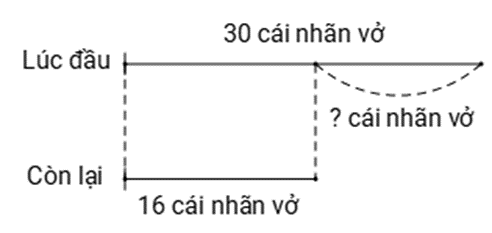 30 cái nhãn vở
Lúc đầu
? cái nhãn vở
Còn lại
16 cái nhãn vở